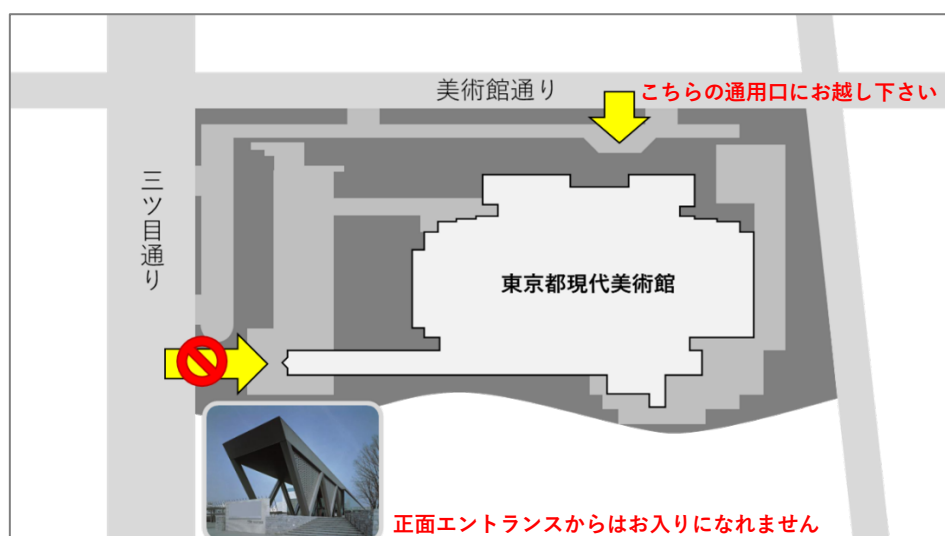 美術館通り
こちらの通用口にお越し下さい
三ツ目通り
東京都現代美術館
正面エントランスからはお入りになれません